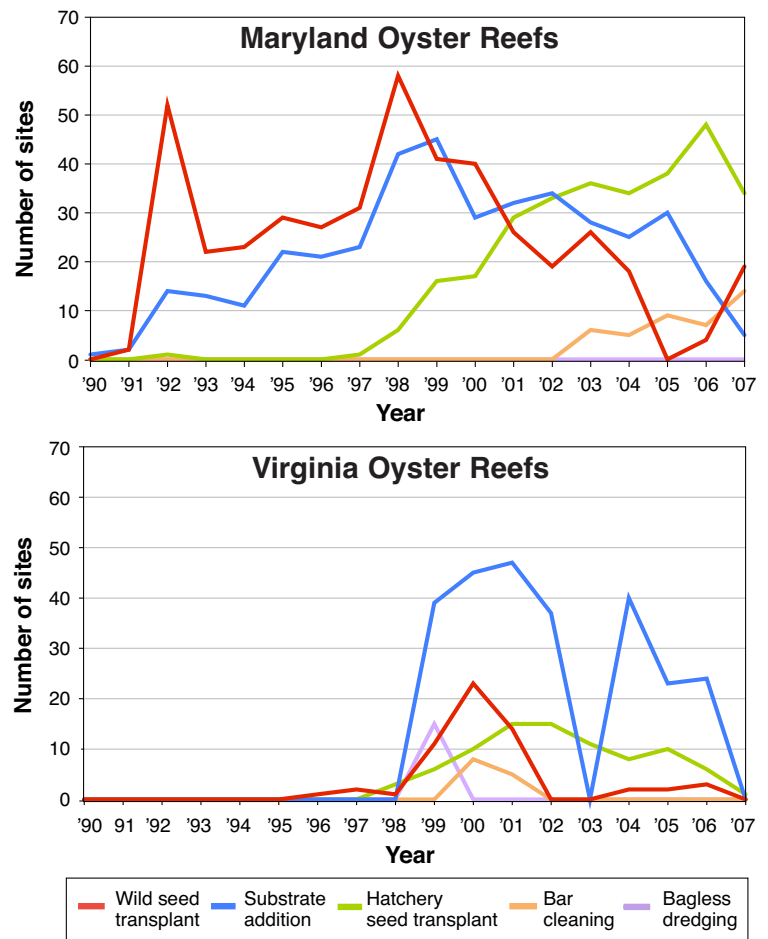 Maryland Oyster Reefs
Number of sites
70
60
50
40
30
20
10
0
'90 '91 '92 '93 '94 '95 '96 '97 '98 '99 '00 '01 '02 '03 '04 '05 '06 '07
Year
Virginia Oyster Reefs
Number of sites
70
60
50
40
30
20
10
0
'90 91 '92 '93 '94 '95 '96 '97 '98 '99 '00 '01 '02 '03 '04 '05 '06 '07
Year
Wild seed
transplant
Substrate
addition
Hatchery
seed transplant
Bar
cleaning
Bagless
dredging